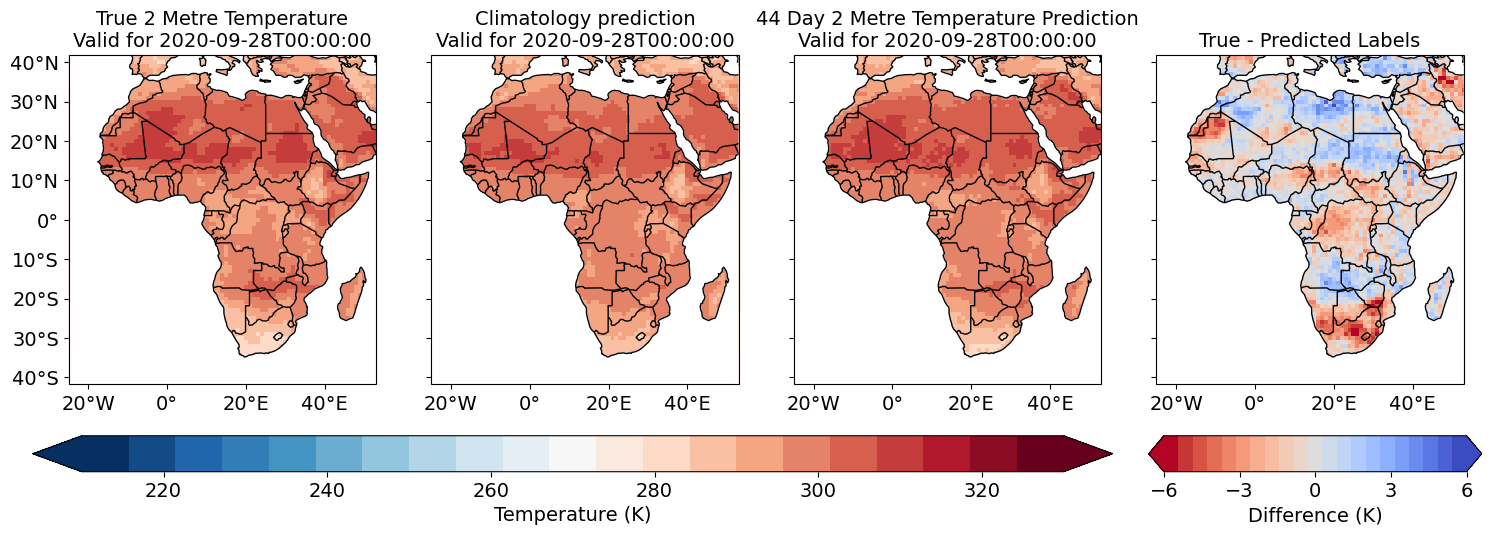 True 2 Metre Temperature
Valid for 2020-09-28T00:00:00
Climatology prediction
Valid for 2020-09-28T00:00:00
44 Day 2 Metre Temperature Prediction
Valid for 2020-09-28T00:00:00
True - Predicted Labels
40°N
30°N
20°N
10°N
0°
10°S
20°S
30°S
40°S
20°W 0° 20°E 40°E
20°W 0° 20°E 40°E
20°W 0° 20°E 40°E
20°W 0° 20°E 40°E
220 240 260 280 300 320
Temperature (K)
−6 −3 0 3 6
Difference (K)